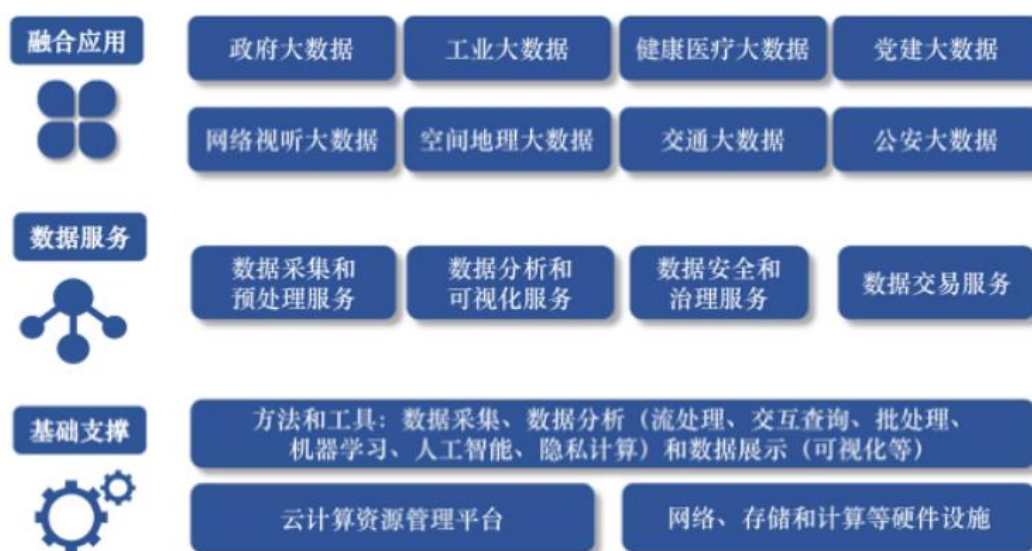 融合应用
政府大数据
工业大数据
健康医疗大数据
党建大数据
网络视听大数据
空间地理大数据
交通大数据
公安大数据
数据服务
数据采集和
预处理服务
数据分析和
可视化服务
数据安全和
治理服务
数据交易服务
基础支撑
方法和工具：数据采集、数据分析（流处理、交互查询、批处理、
机器学习、人工智能、隐私计算）和数据展示（可视化等）
云计算资源管理平台
网络、存储和计算等硬件设施